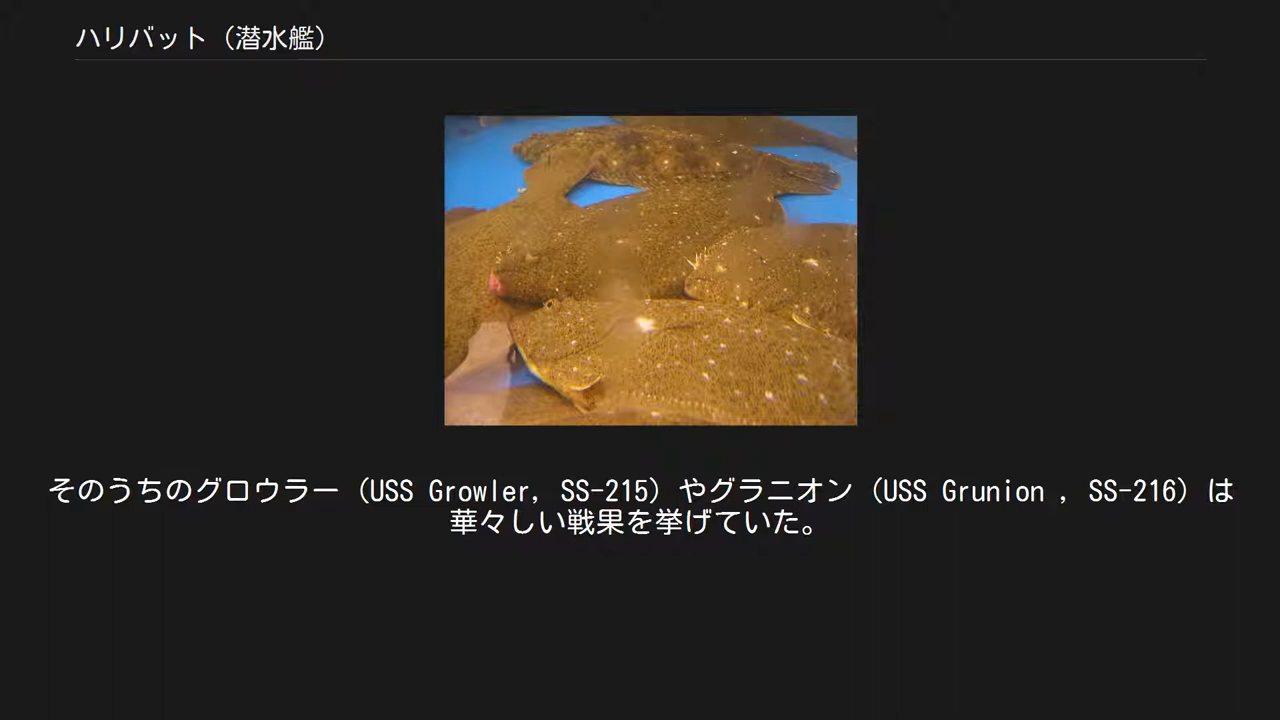 ハリバット（潜水艦）
そのうちのグロウラー（USS Growler, SS-215）やグラニオン（USS Grunion , SS-216）は
華々しい戦果を挙げていた。